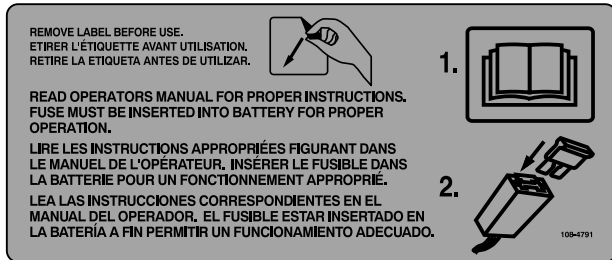 REMOVE LABEL BEFORE USE.
ETIRER L'ÉTIQUETTE AVANT UTILISATION.
RETIRE LA ETIQUETA ANTES DE UTILIZAR.
READ OPERATORS MANUAL FOR PROPER INSTRUCTIONS.
FUSE MUST BE INSERTED INTO BATTERY FOR PROPER
OPERATION.
LIRE LES INSTRUCTIONS APPROPRIÉES FIGURANT DANS
LE MANUEL DE L'OPÉRATEUR. INSÉRER LE FUSIBLE DANS
LA BATTERIE POUR UN FONCTIONNEMENT APPROPRIÉ.
LEA LAS INSTRUCCIONES CORRESPONDIENTES EN EL
MANUAL DEL OPERADOR. EL FUSIBLE ESTAR INSERTADO EN
LA BATERÍA A FIN PERMITIR UN FUNCIONAMIENTO ADECUADO.
1.
2.
108-4791